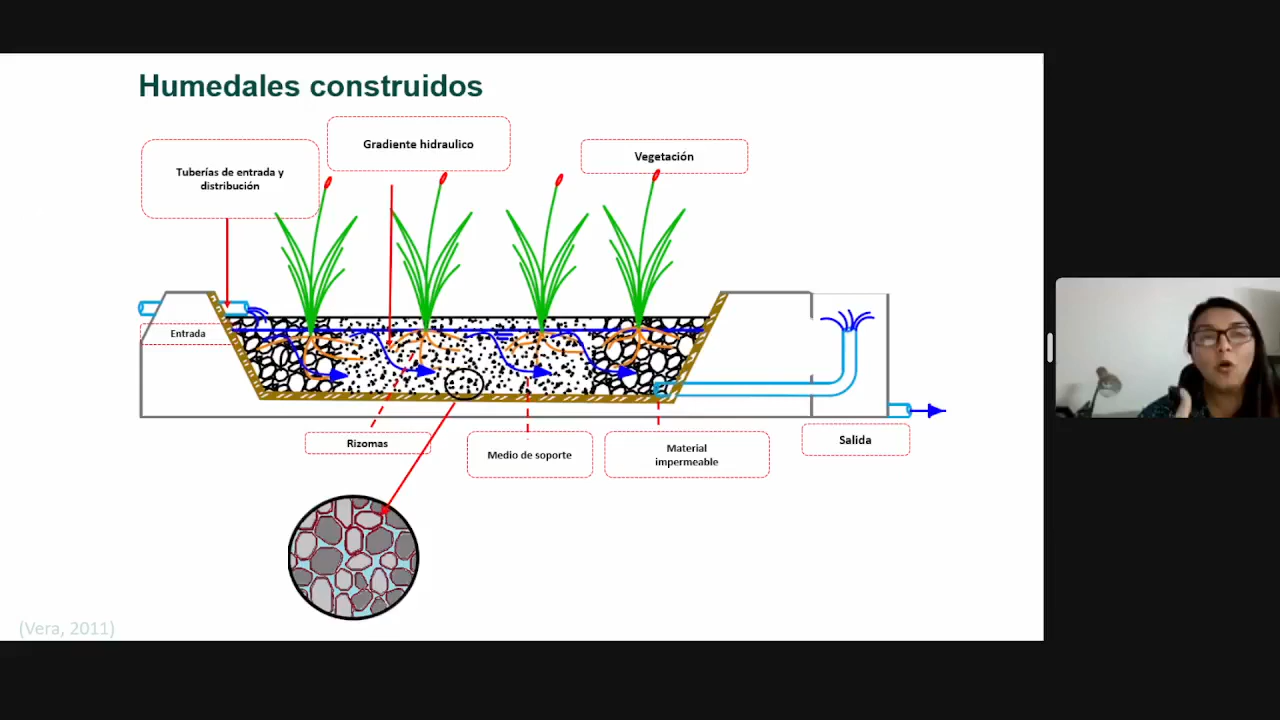 Humedales construidos
Gradiente hidraulico
Tuberías de entrada y
distribución
Vegetación
Entrada
Rizomas
Medio de soporte
Material
impermeable
Salida
(Vera, 2011)